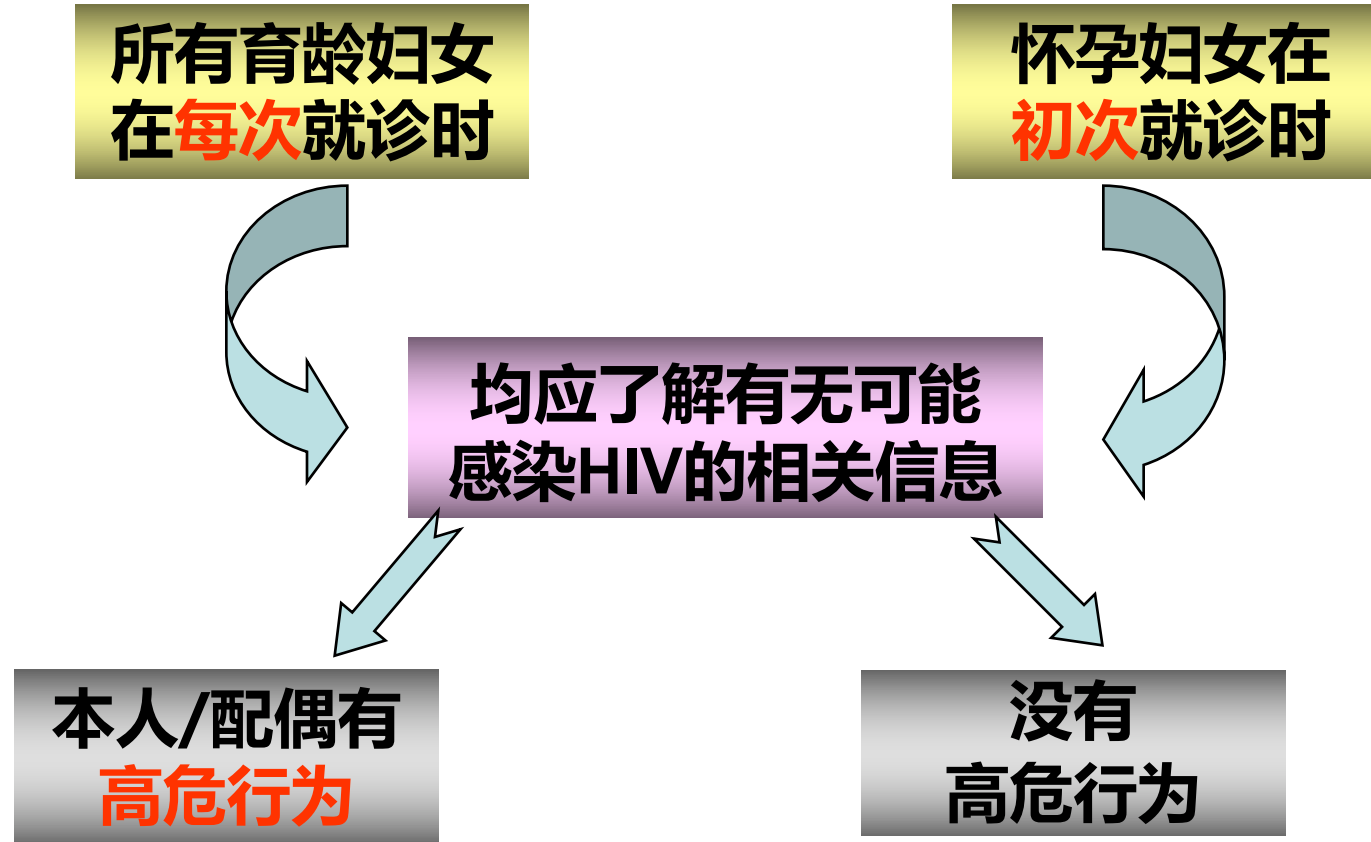 所有育龄妇女
在每次就诊时
怀孕妇女在
初次就诊时
均应了解有无可能
感染HIV的相关信息
本人/配偶有
高危行为
没有
高危行为